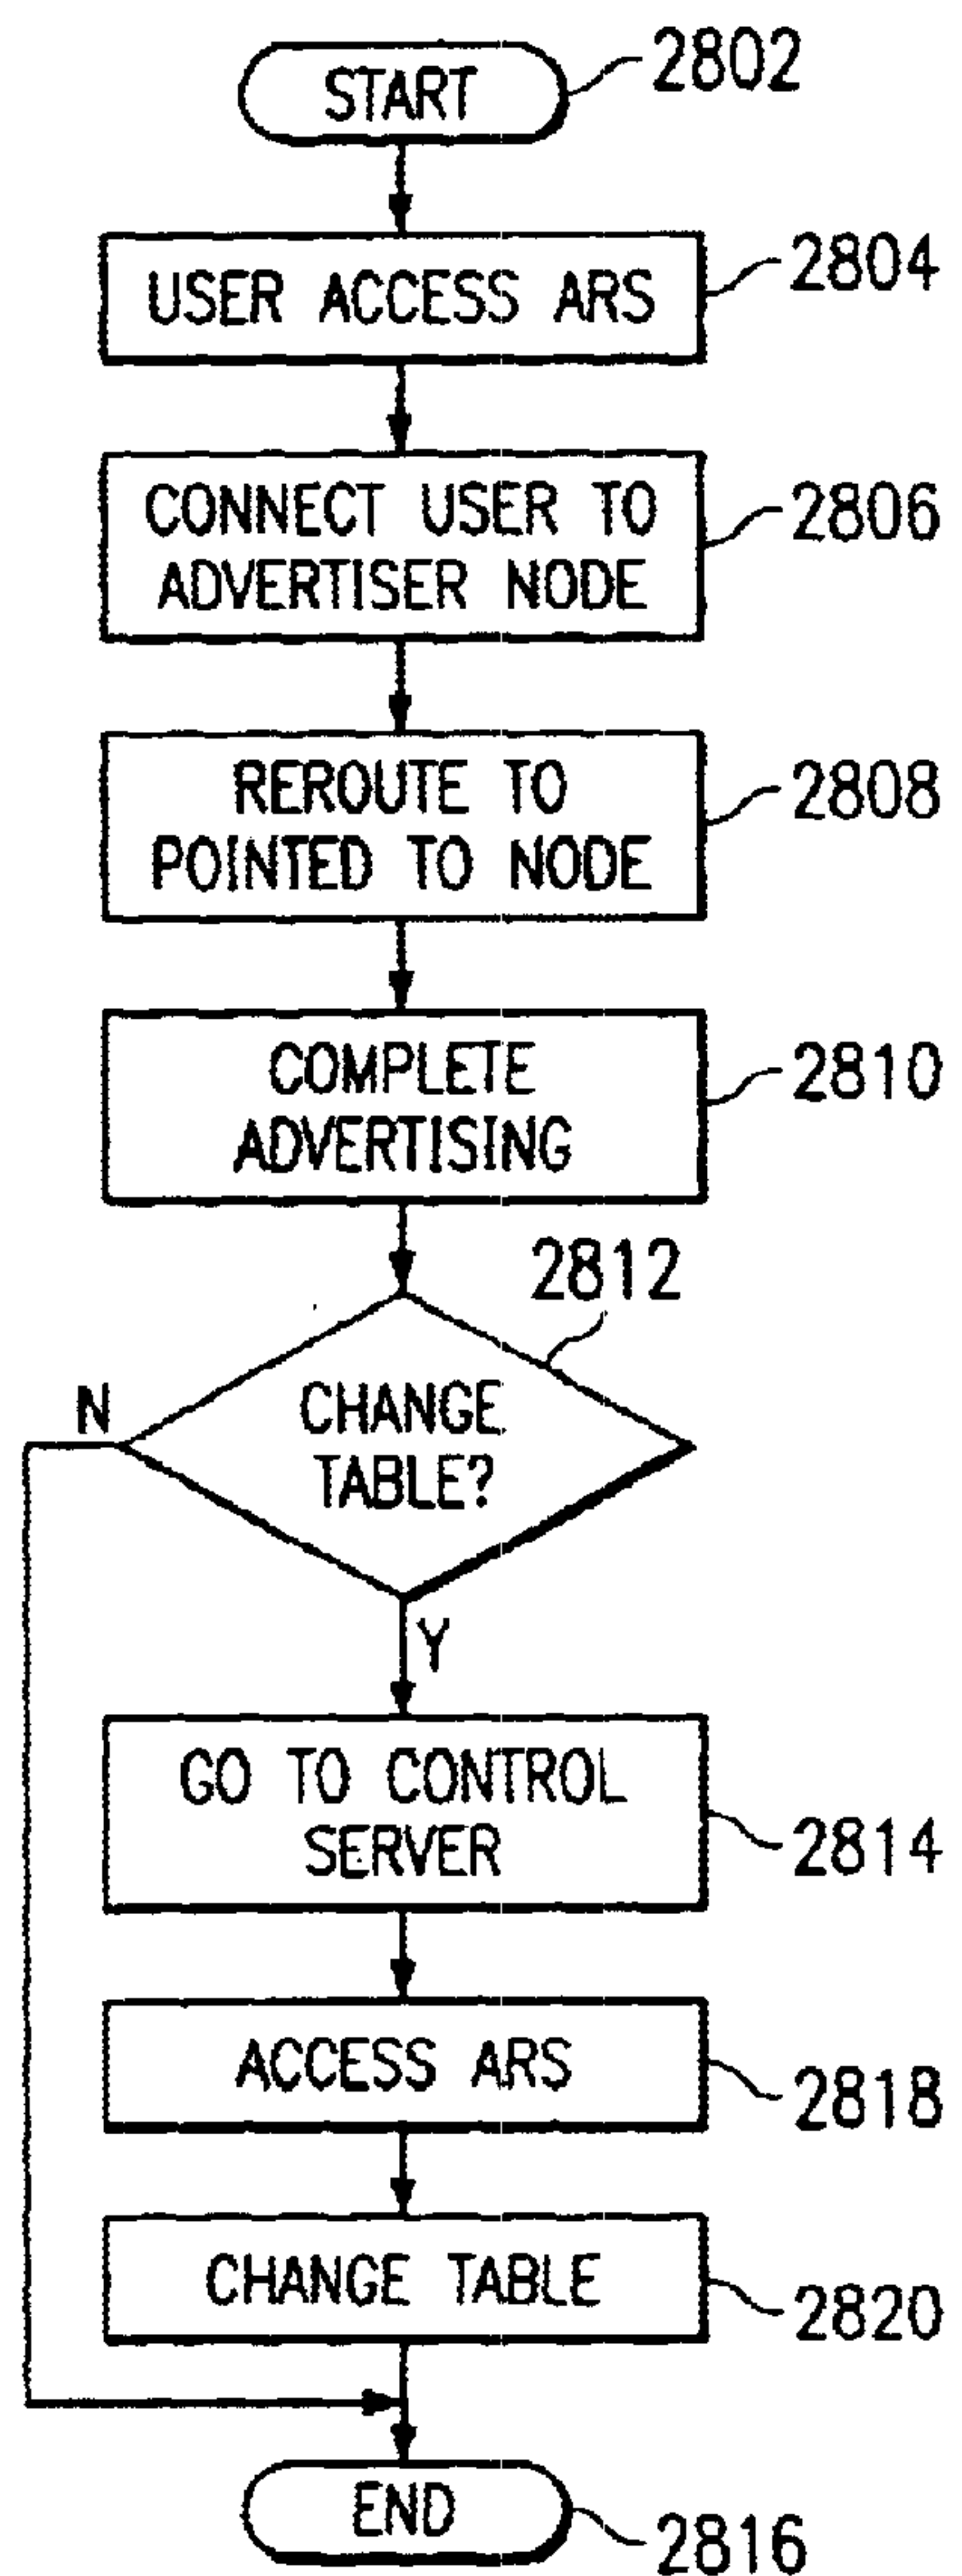 START
2802
USER ACCESS ARS
2804
CONNECT USER TO
ADVERTISER NODE
2806
REROUTE TO
POINTED TO NODE
2808
COMPLETE
ADVERTISING
2810
2812
CHANGE
TABLE?
N
Y
GO TO CONTROL
SERVER
2814
ACCESS ARS
2818
CHANGE TABLE
2820
END
2816